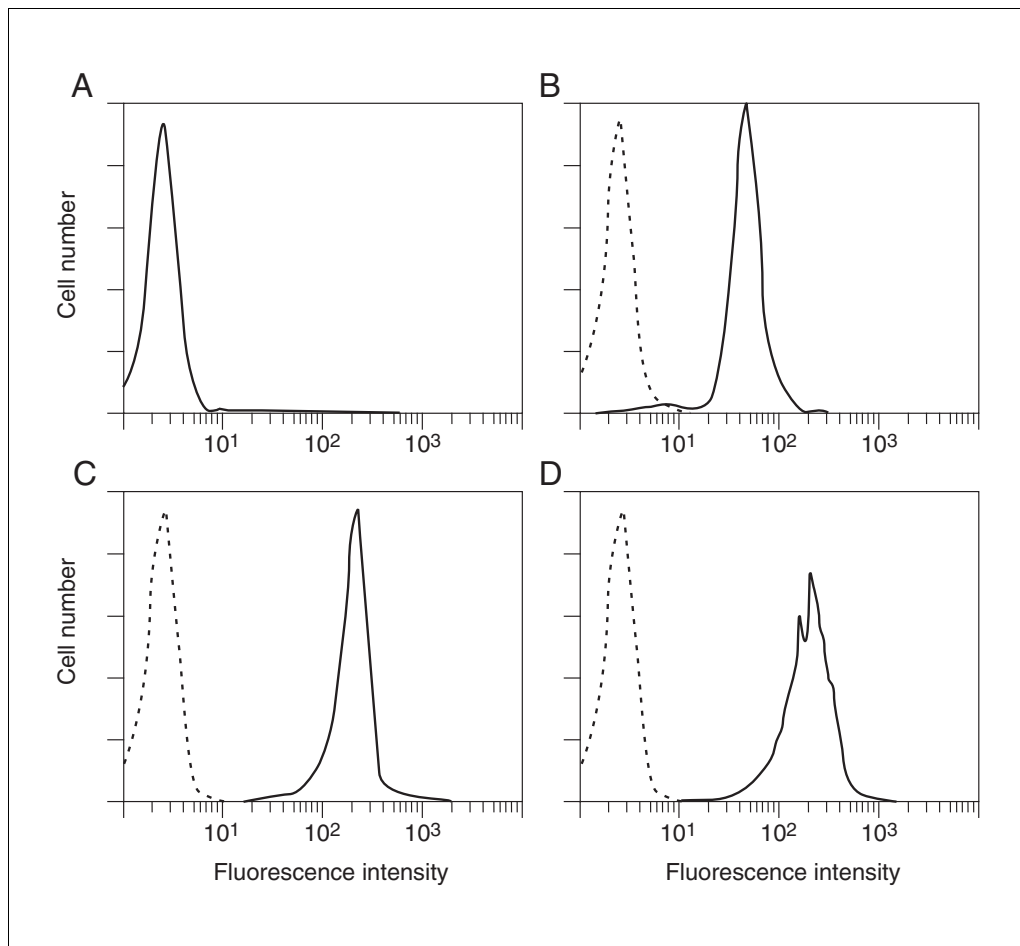 A
B
Cell number
10¹ 10² 10³
10¹ 10² 10³
C
D
Cell number
10¹ 10² 10³
10¹ 10² 10³
Fluorescence intensity
Fluorescence intensity